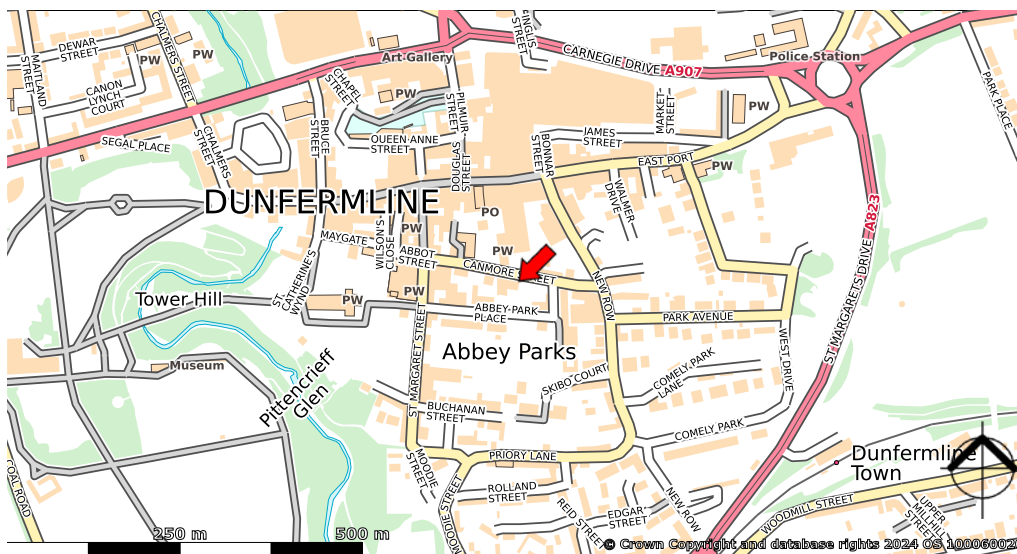 DEWAR
STREET
PW
PW
CHALMERS STREET
MAITLAND
STREET
CANON
LYNCH
COURT
CHAPEL
STREET
Art Gallery
PW
INGLIS
STREET
CARNEGIE DRIVE
A907
Police Station
PARK PLACE
SEGAL PLACE
CHALMERS
STREET
BRUCE
STREET
QUEEN ANNE
STREET
PILMUIR
STREET
DOUGLAS
STREET
BONNAR
STREET
JAMES
STREET
MARKET
STREET
PW
EAST PORT
PW
WALMER
DRIVE
DUNFERMLINE
PO
A823
ST MARGARETS DRIVE
MAYGATE
WILSON'S
CLOSE
PW
ABBOT
STREET
PW
CANMORE STREET
NEW ROW
ST
CATHERINE'S
WYND
Tower Hill
PW
PW
ABBEY PARK
PLACE
PARK AVENUE
ST MARGARET STREET
Abbey Parks
WEST DRIVE
Museum
Pittencrieff
Glen
SKIBO COURT
COMELY PARK
LANE
BUCHANAN
STREET
COMELY PARK
PRIORY LANE
MOODIE
STREET
MOODIE STREET
ROLLAND
STREET
REID STREET
EDGAR
STREET
NEW ROW
Dunfermline
Town
WOODMILL STREET
UPPER
MILLHILL
STREET
COAL ROAD
250 m
500 m
© Crown Copyright and database rights 2024 OS 100060020